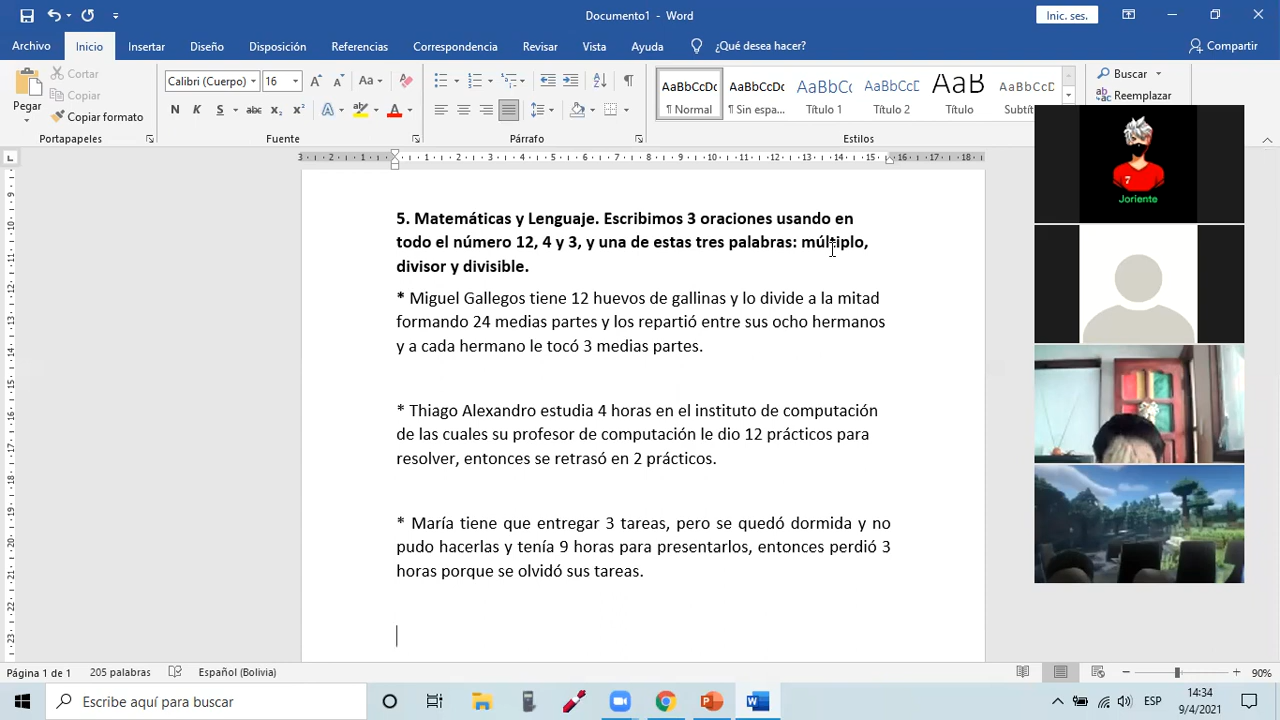 Documento1 - Word
Inic. ses.
Archivo Inicio Insertar Diseño Disposición Referencias Correspondencia Revisar Vista Ayuda ¿Qué desea hacer? Compartir
Pegar
Cortar
Copiar
Copiar formato
Portapapeles
Calibri (Cuerpo) 16
N K S abc x₂ x²
Fuente
Párrafo
AaBbCcDc AaBbCcDc AaBbCc AaBbCcD AaB AaBbCcD
¶ Normal ¶ Sin espa... Título 1 Título 2 Título Subtít
Estilos
Buscar
Reemplazar
5. Matemáticas y Lenguaje. Escribimos 3 oraciones usando en
todo el número 12, 4 y 3, y una de estas tres palabras: múltiplo,
divisor y divisible.
* Miguel Gallegos tiene 12 huevos de gallinas y lo divide a la mitad
formando 24 medias partes y los repartió entre sus ocho hermanos
y a cada hermano le tocó 3 medias partes.
* Thiago Alexandro estudia 4 horas en el instituto de computación
de las cuales su profesor de computación le dio 12 prácticos para
resolver, entonces se retrasó en 2 prácticos.
* María tiene que entregar 3 tareas, pero se quedó dormida y no
pudo hacerlas y tenía 9 horas para presentarlos, entonces perdió 3
horas porque se olvidó sus tareas.
7
Joriente
Página 1 de 1 205 palabras Español (Bolivia) 90%
Escribe aquí para buscar
ESP
14:34
9/4/2021